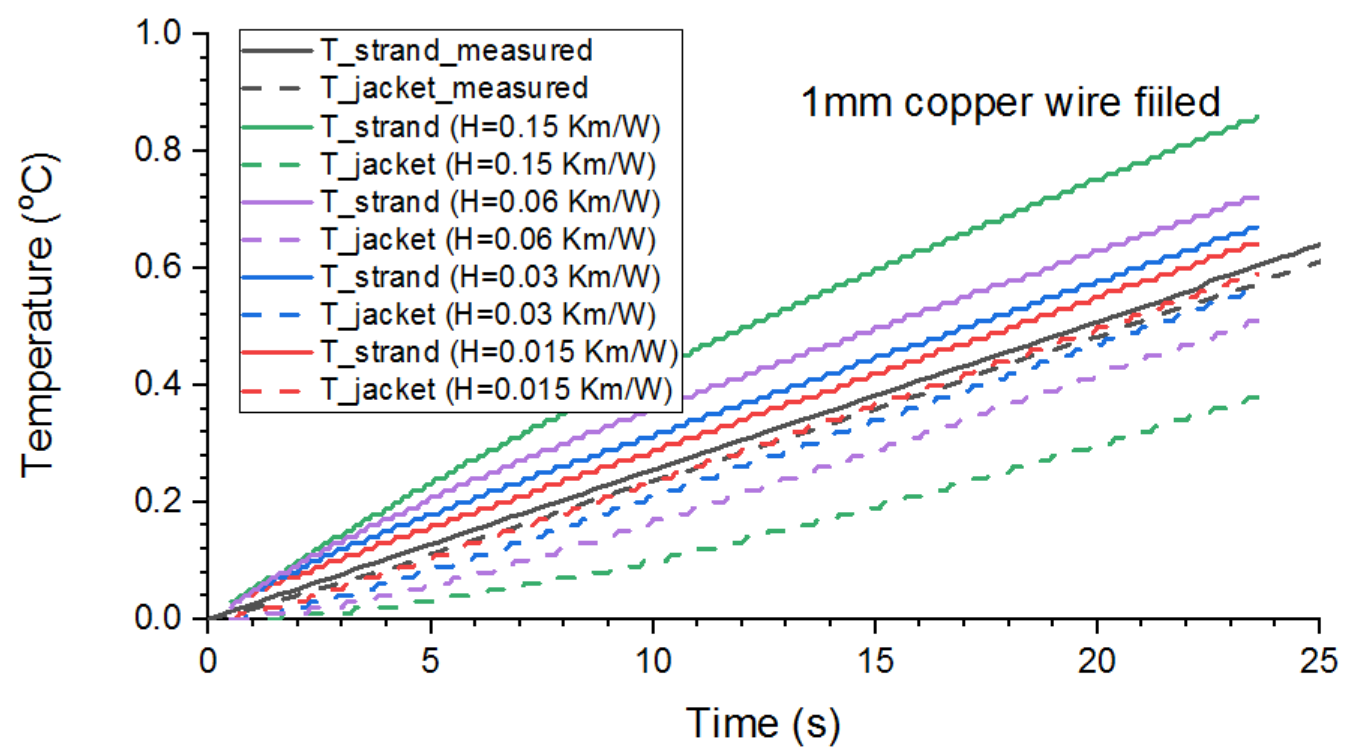 1.0
0.8
0.6
0.4
0.2
0.0
Temperature (ºC)
T_strand_measured
T_jacket_measured
T_strand (H=0.15 Km/W)
T_jacket (H=0.15 Km/W)
T_strand (H=0.06 Km/W)
T_jacket (H=0.06 Km/W)
T_strand (H=0.03 Km/W)
T_jacket (H=0.03 Km/W)
T_strand (H=0.015 Km/W)
T_jacket (H=0.015 Km/W)
1mm copper wire fiiled
0 5 10 15 20 25
Time (s)